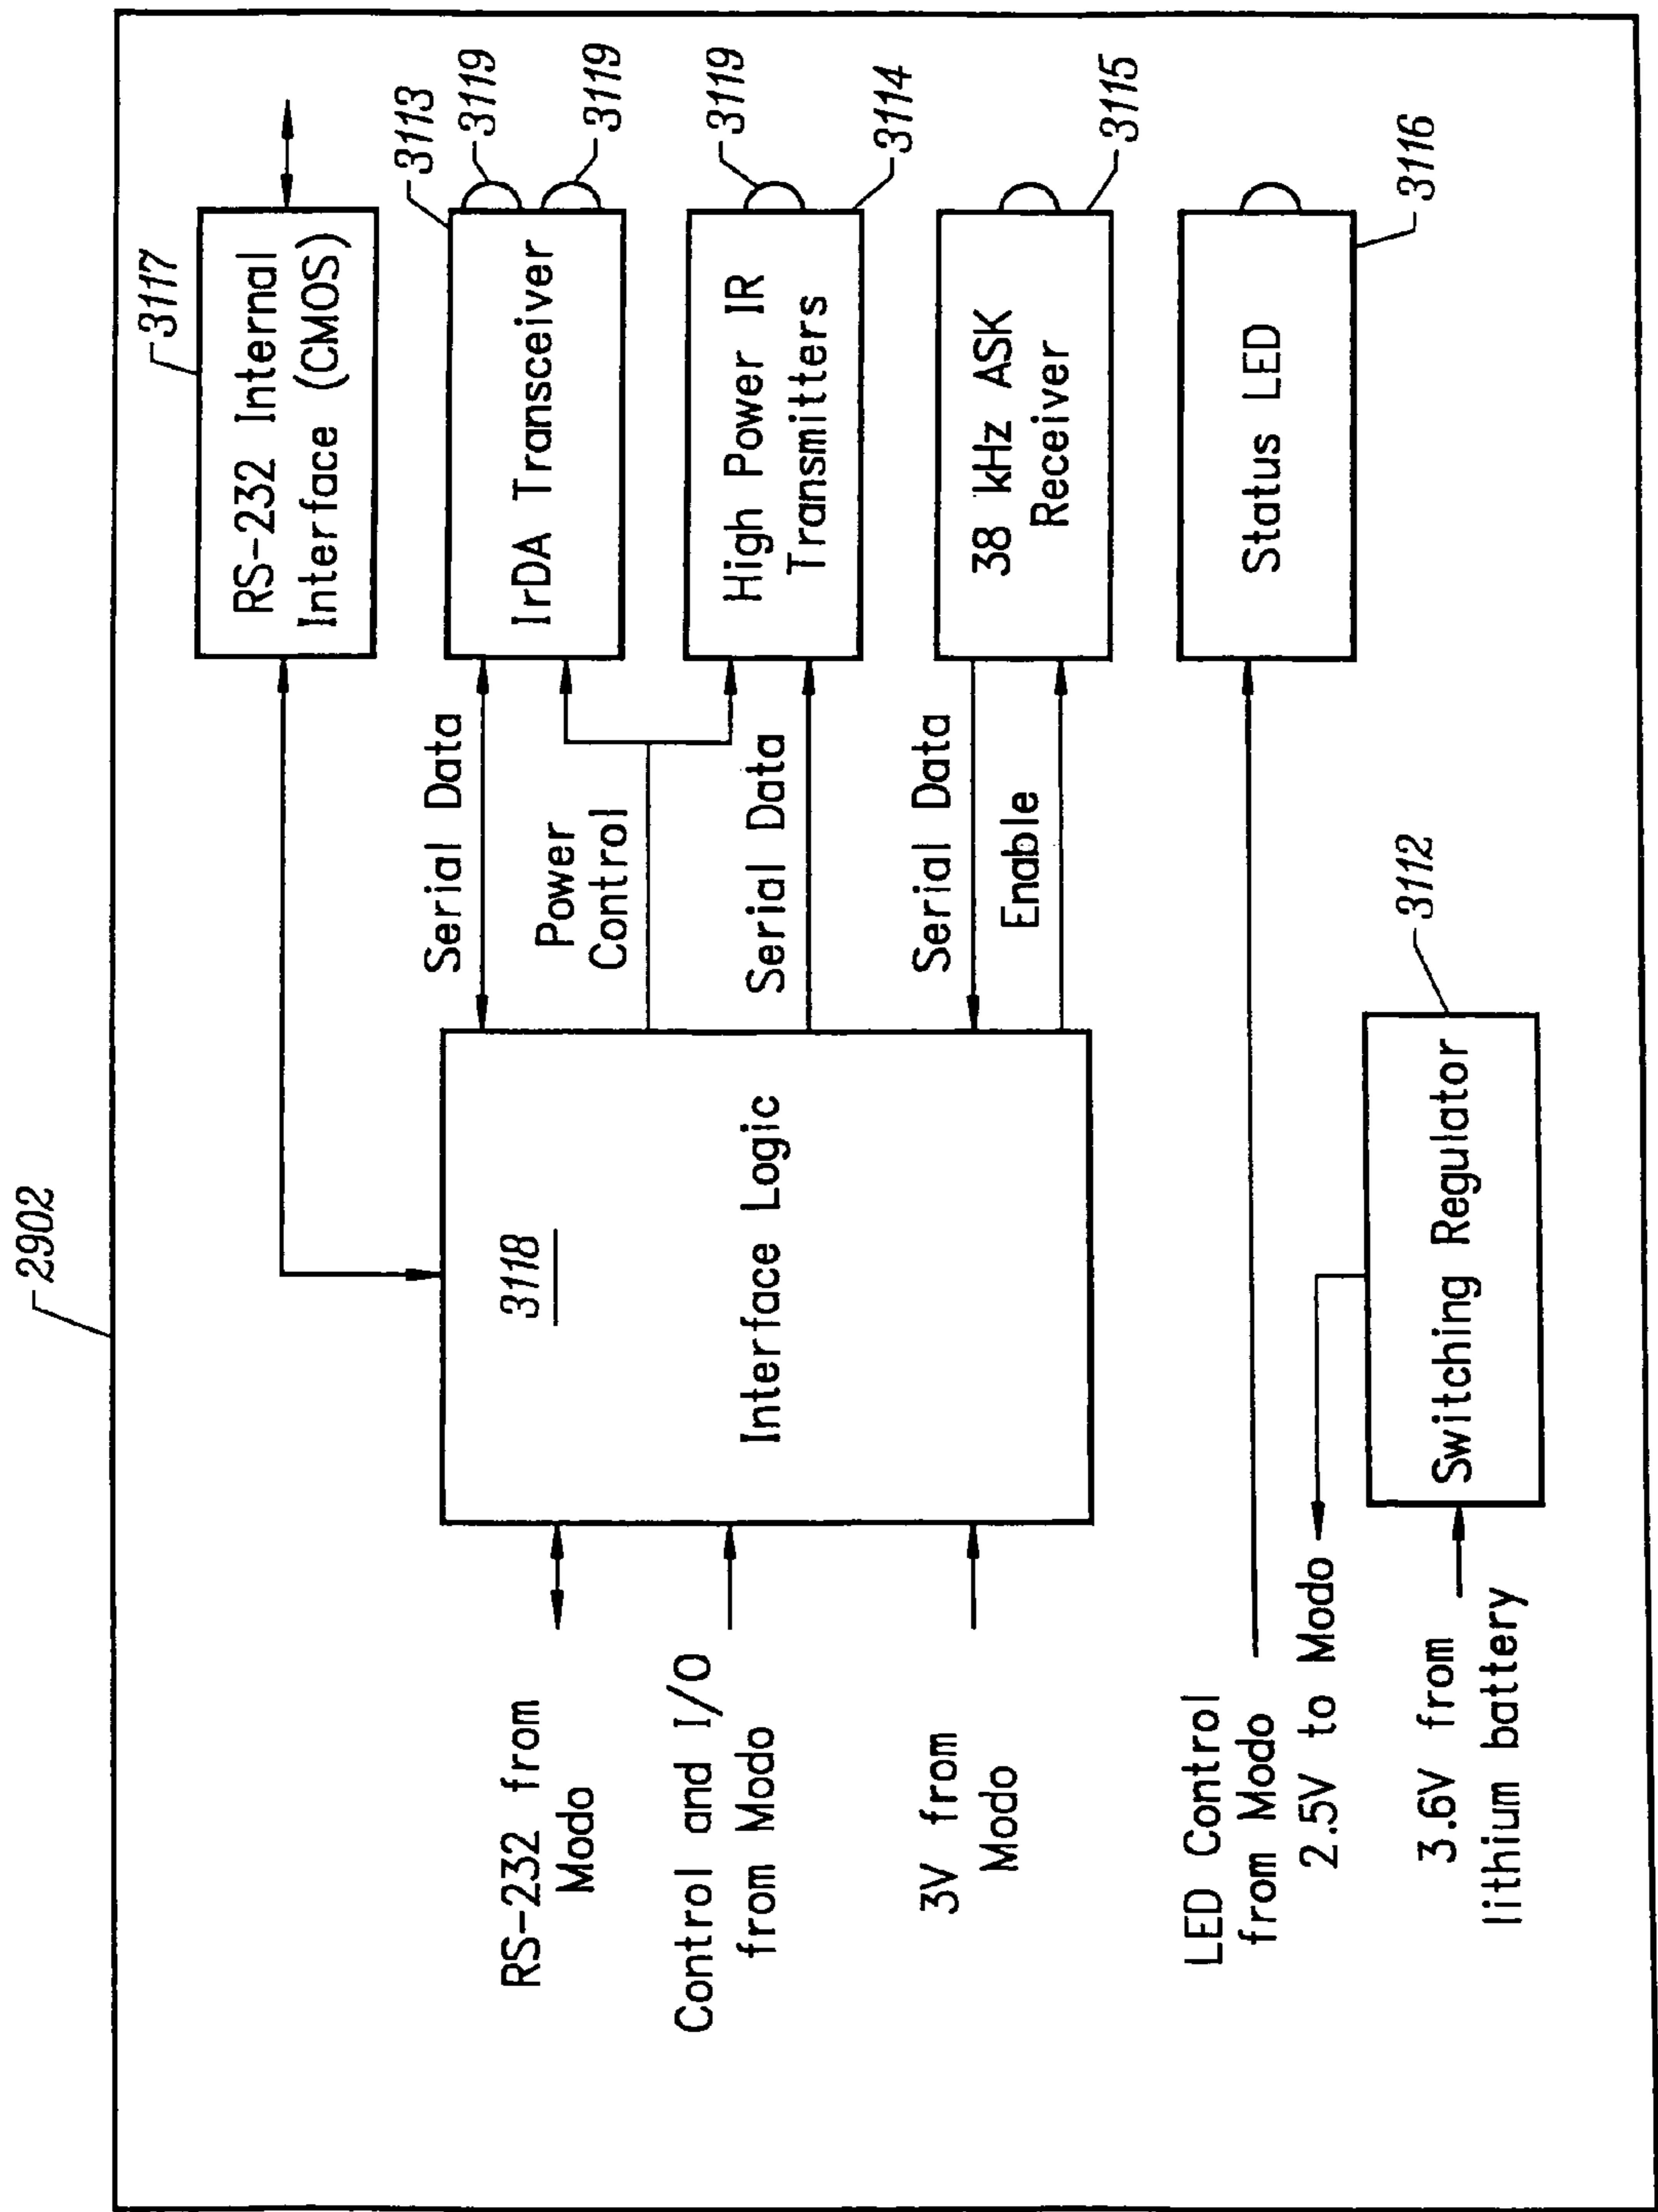 2902
3117
RS-232 Internal
Interface (CMOS)
3113
3119
3119
IrDA Transceiver
Serial Data
Power
Control
3119
3114
High Power IR
Transmitters
Serial Data
3115
38 kHz ASK
Receiver
Serial Data
Enable
3116
Status LED
3118
Interface Logic
RS-232 from
Modo
Control and I/O
from Modo
3V from
Modo
LED Control
from Modo
2.5V to Modo
3.6V from
lithium battery
3112
Switching Regulator